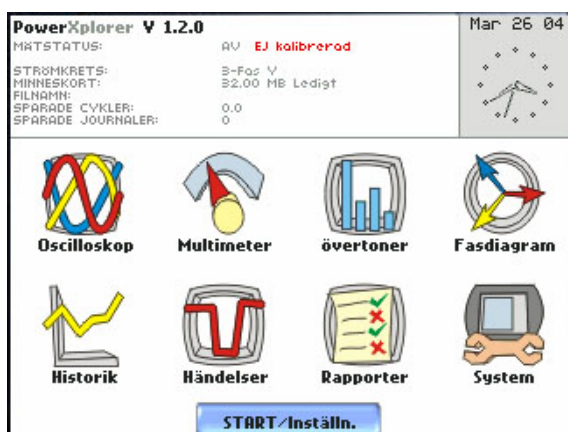 PowerXplorer V 1.2.0
Mar 26 04
MÄTSTATUS: AV EJ kalibrerad
STRÖMKRETS: 3-Fas Y
MINNESKORT: 32.00 MB Ledigt
FILNAMN:
SPARADE CYKLER: 0.0
SPARADE JOURNALER: 0
Oscilloskop Multimeter övertoner Fasdiagram
Historik Händelser Rapporter System
START/Inställn.